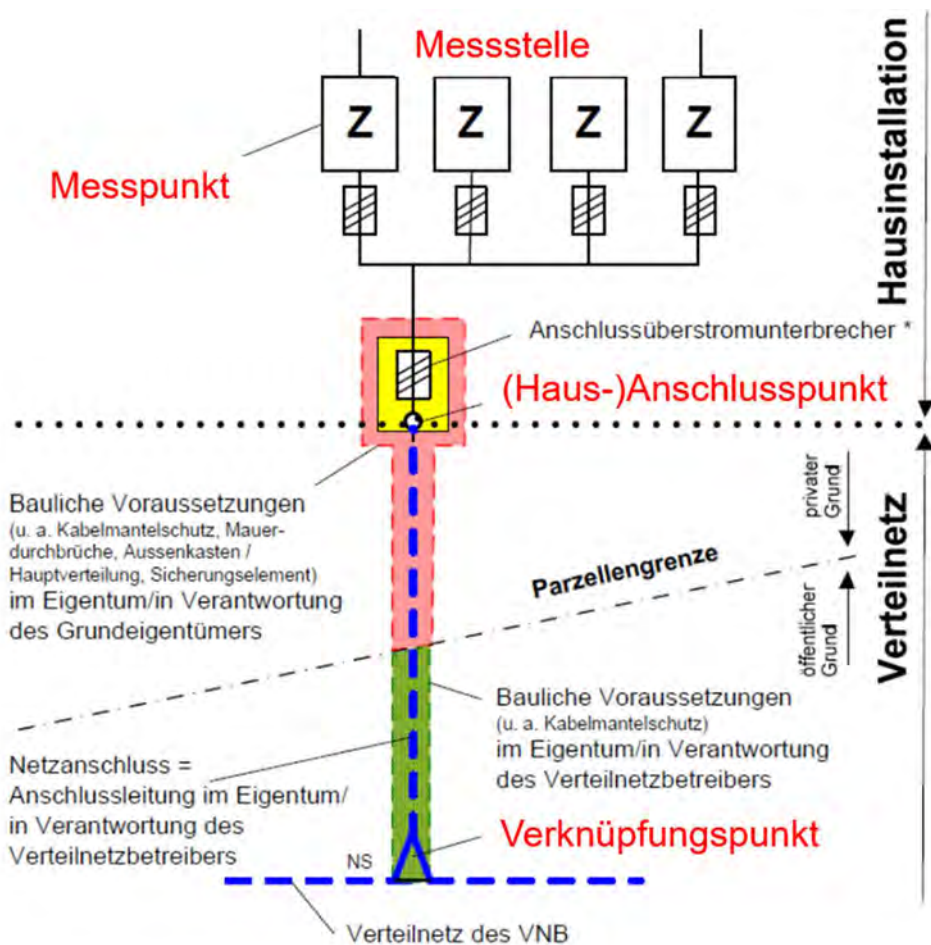 Messstelle
Z
Z
Z
Z
Messpunkt
Hausinstallation
Anschlussüberstromunterbrecher *
(Haus-)Anschlusspunkt
Bauliche Voraussetzungen
(u. a. Kabelmantelschutz, Mauer-
durchbrüche, Aussenkasten /
Hauptverteilung, Sicherungselement)
im Eigentum/in Verantwortung
des Grundeigentümers
privater
Grund
Parzellengrenze
öffentlicher
Grund
Verteilnetz
Bauliche Voraussetzungen
(u. a. Kabelmantelschutz)
im Eigentum/in Verantwortung
des Verteilnetzbetreibers
Netzanschluss =
Anschlussleitung im Eigentum/
in Verantwortung des
Verteilnetzbetreibers
Verknüpfungspunkt
NS
Verteilnetz des VNB